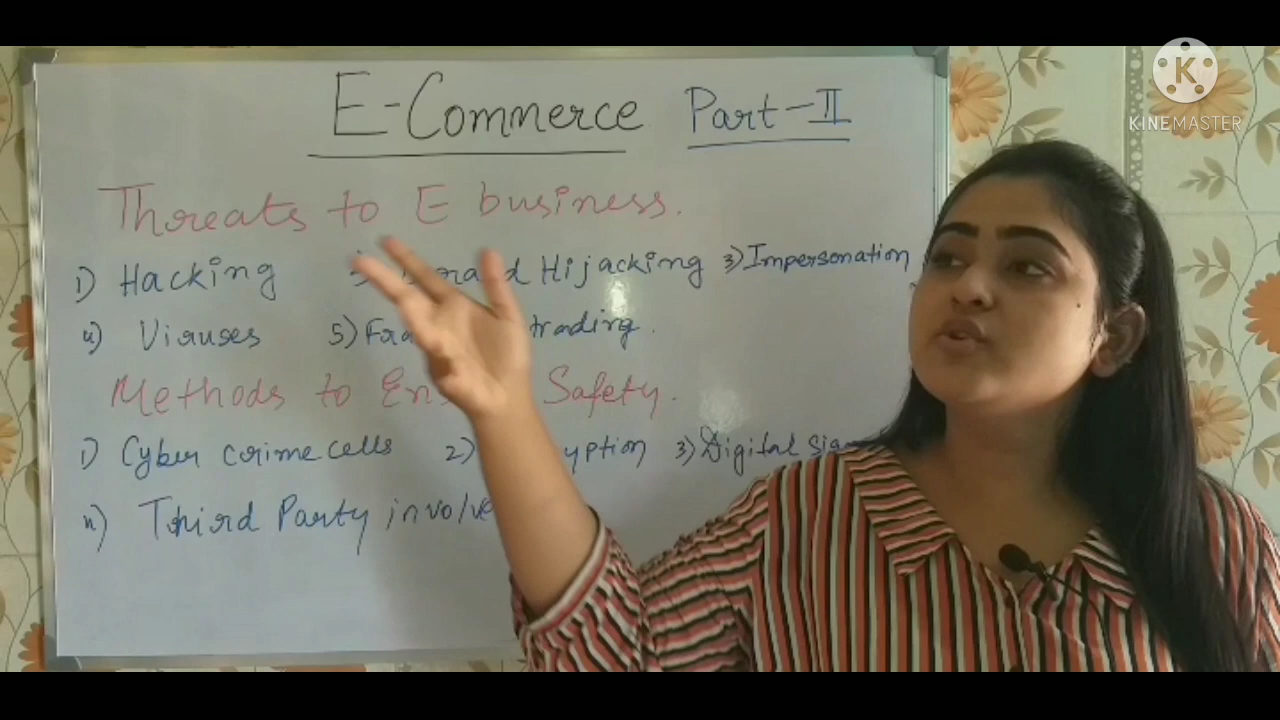 E-Commerce Part-II
Threats to E business.
1) Hacking Hijacking 3) Impersonation
4) Viruses 5) trading.
Methods to Safety.
1) Cyber crime cells 2) 3) Digital
4) Third Party
K
KINEMASTER